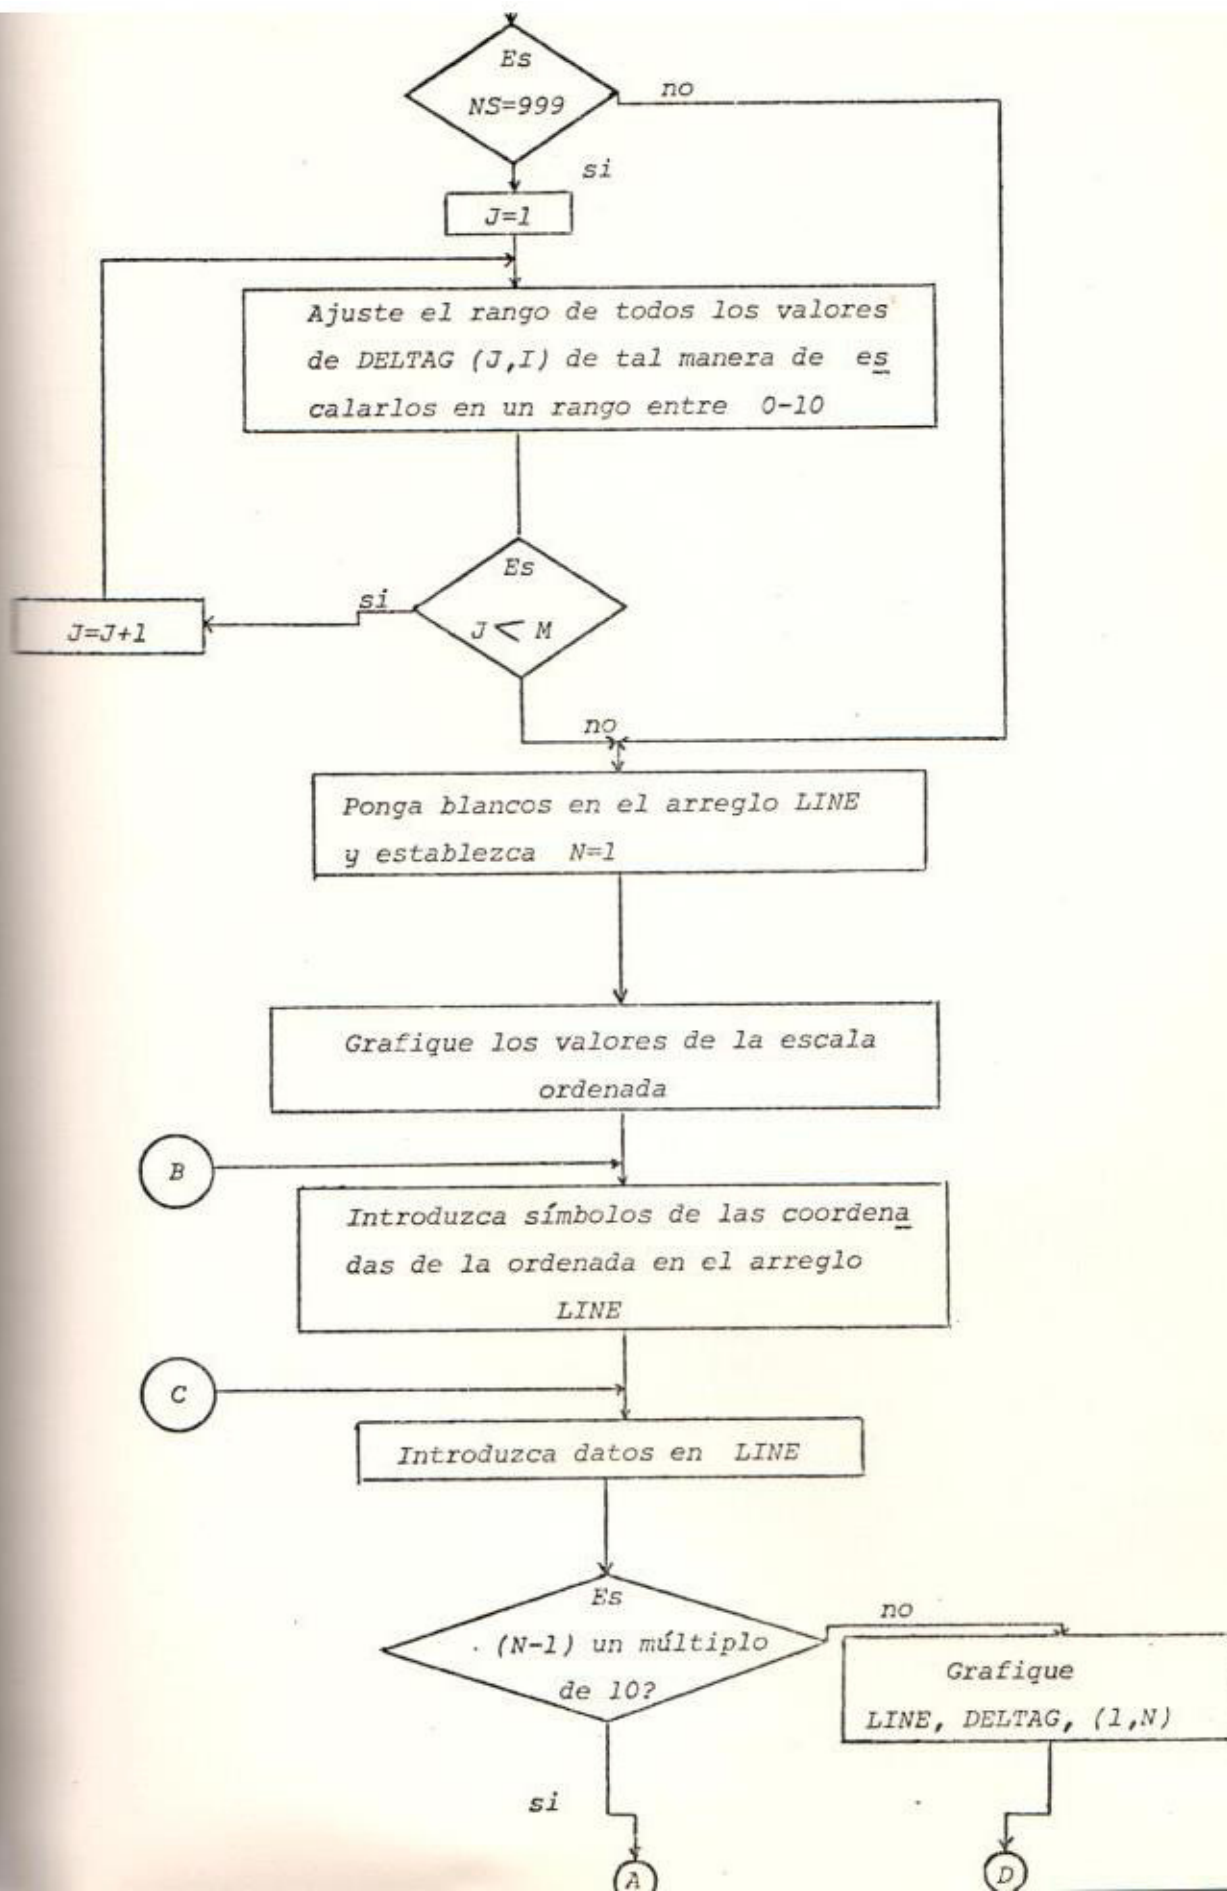 Es
NS=999
no
si
J=1
Ajuste el rango de todos los valores
de DELTAG (J,I) de tal manera de es
calarlos en un rango entre 0-10
Es
J < M
si
J=J+1
no
Ponga blancos en el arreglo LINE
y establezca N=1
Grafique los valores de la escala
ordenada
B
Introduzca símbolos de las coordena
das de la ordenada en el arreglo
LINE
C
Introduzca datos en LINE
Es
(N-1) un múltiplo
de 10?
no
Grafique
LINE, DELTAG, (1,N)
si
A
D